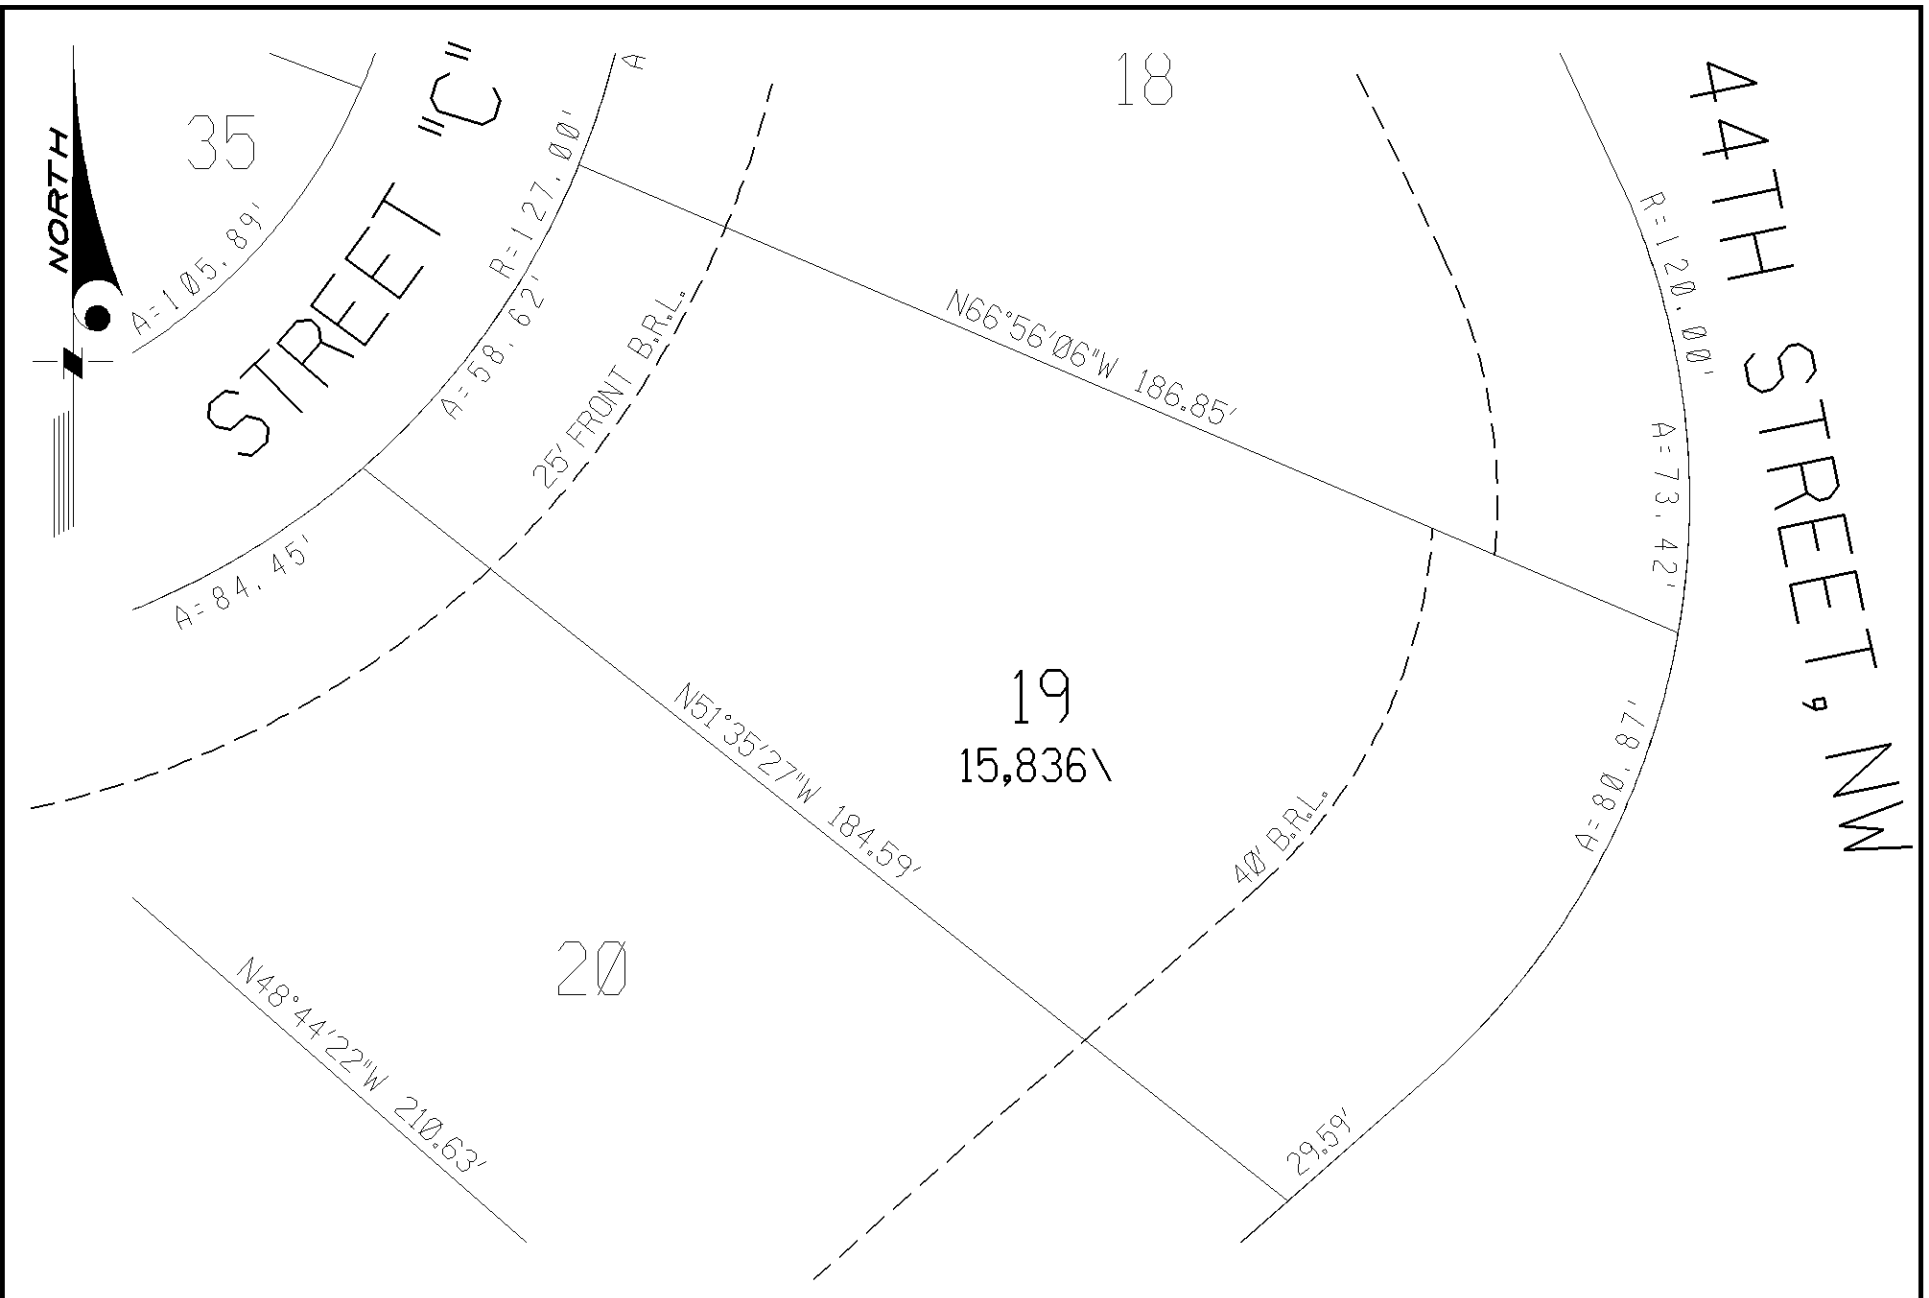 NORTH
35
A=105.89'
STREET "C"
A
R=127.00'
A=58.62'
A=84.45'
25' FRONT B.R.L.
18
N66°56'06"W 186.85'
44TH STREET, NW
R=120.00'
A=73.42'
19
15,836\
N51°35'27"W 184.59'
40' B.R.L.
A=80.87'
20
N48°44'22"W 210.63'
29.59'